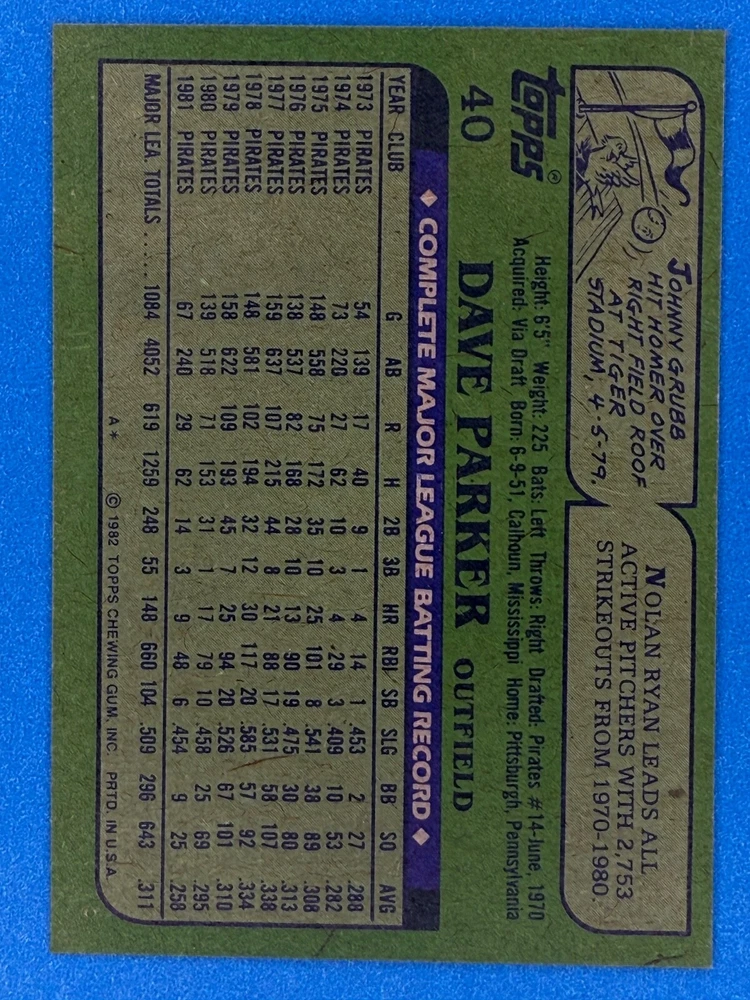 JOHNNY GRUBB
HIT HOMER OVER
RIGHT FIELD ROOF
AT TIGER
STADIUM, 4-5-79.
NOLAN RYAN LEADS ALL
ACTIVE PITCHERS WITH 2,753
STRIKEOUTS FROM 1970-1980.
Topps®
Height: 6'5" Weight: 225 Bats: Left Throws: Right Drafted: Pirates #14-June, 1970
Acquired: Via Draft Born: 6-9-51, Calhoun, Mississippi Home: Pittsburgh, Pennsylvania
40 DAVE PARKER OUTFIELD
◆ COMPLETE MAJOR LEAGUE BATTING RECORD ◆
YEAR CLUB G AB R H 2B 3B HR RBI SB SLG BB SO AVG
1973 PIRATES 54 139 17 40 9 1 4 14 1 .453 2 27 .288
1974 PIRATES 73 220 27 62 10 3 4 29 3 .409 10 53 .282
1975 PIRATES 148 558 75 172 35 10 25 101 8 .541 38 89 .308
1976 PIRATES 138 537 82 168 28 10 13 90 19 .475 30 80 .313
1977 PIRATES 159 637 107 215 44 8 21 88 17 .531 58 107 .338
1978 PIRATES 148 581 102 194 32 12 30 117 20 .585 57 92 .334
1979 PIRATES 158 622 109 193 45 7 25 94 20 .526 67 101 .310
1980 PIRATES 139 518 71 153 31 1 17 79 10 .458 25 69 .295
1981 PIRATES 67 240 29 62 14 3 9 48 6 .454 9 25 .258
MAJOR LEA. TOTALS ..... 1084 4052 619 1259 248 55 148 660 104 .509 296 643 .311
A* © 1982 TOPPS CHEWING GUM, INC. PRTD. IN U.S.A.